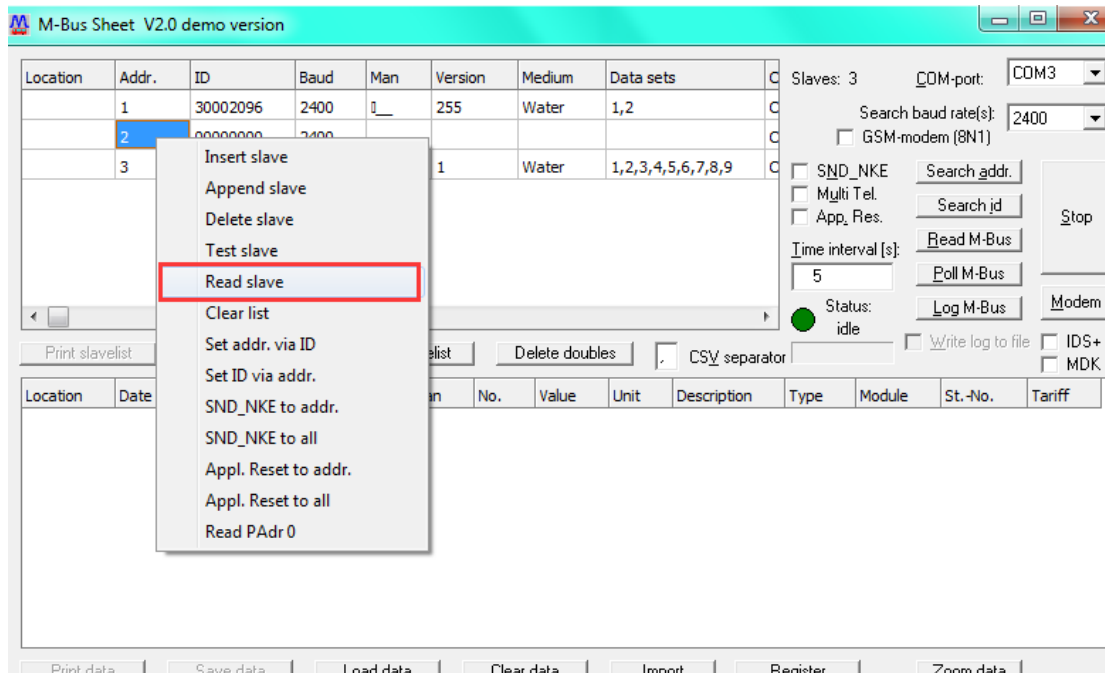 M-Bus Sheet V2.0 demo version
Location Addr. ID Baud Man Version Medium Data sets C
1 30002096 2400 255 Water 1,2 C
2 00000000 2400 C
3 1 Water 1,2,3,4,5,6,7,8,9 C
Insert slave
Append slave
Delete slave
Test slave
Read slave
Clear list
Set addr. via ID
Set ID via addr.
SND_NKE to addr.
SND_NKE to all
Appl. Reset to addr.
Appl. Reset to all
Read PAdr 0
Slaves: 3 COM-port: COM3
Search baud rate(s): 2400
GSM-modem (8N1)
SND_NKE Search addr.
Multi Tel. Search id
App. Res. Stop
Read M-Bus
Time interval [s]:
5 Poll M-Bus
Status: Log M-Bus Modem
idle
Write log to file IDS+
MDK
Print slavelist elist Delete doubles , CSV separator
Location Date an No. Value Unit Description Type Module St.-No. Tariff
Print data Save data Load data Clear data Import Register Zoom data